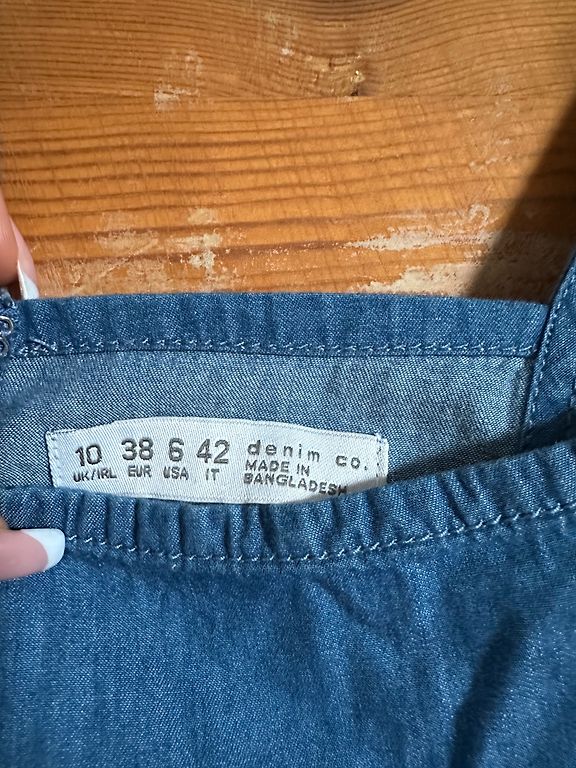 10 38 6 42 denim co.
UK/IRL EUR USA IT MADE IN
BANGLADESH